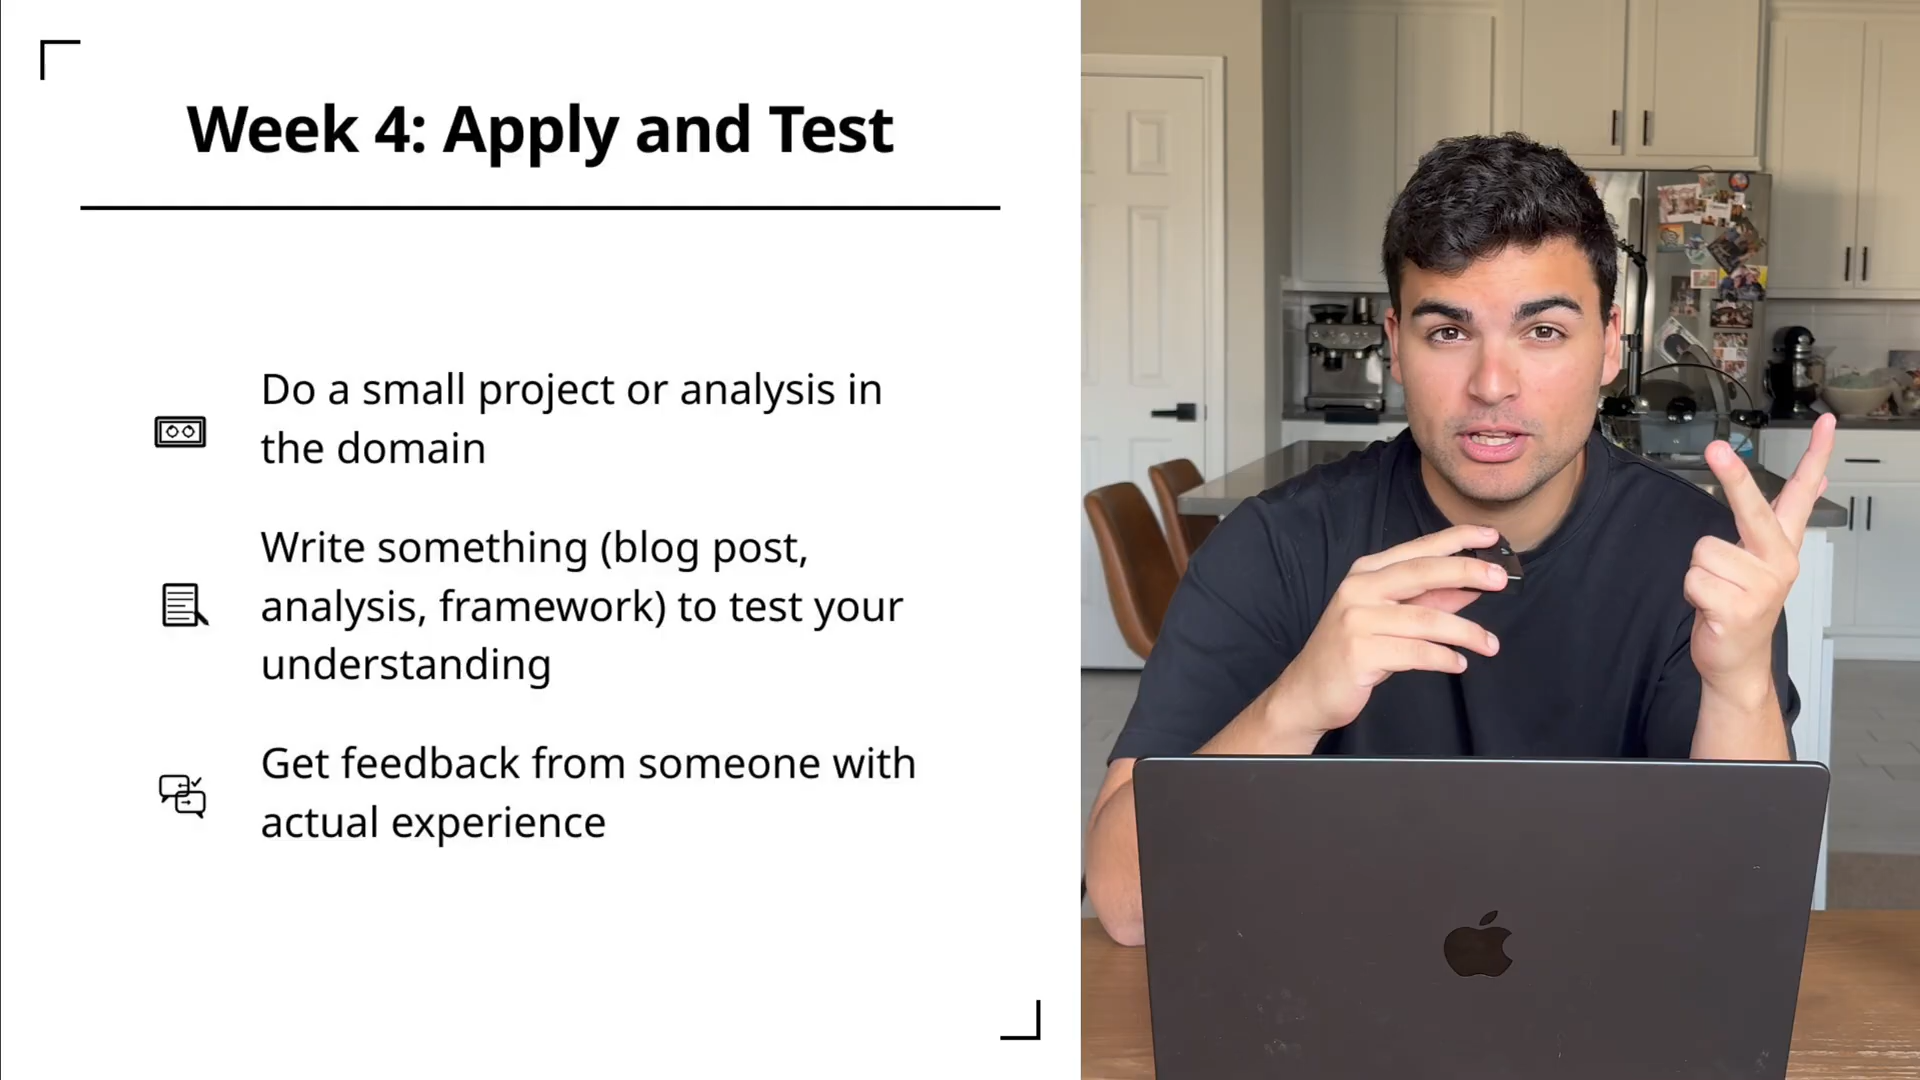 Week 4: Apply and Test
Do a small project or analysis in
the domain
Write something (blog post,
analysis, framework) to test your
understanding
Get feedback from someone with
actual experience